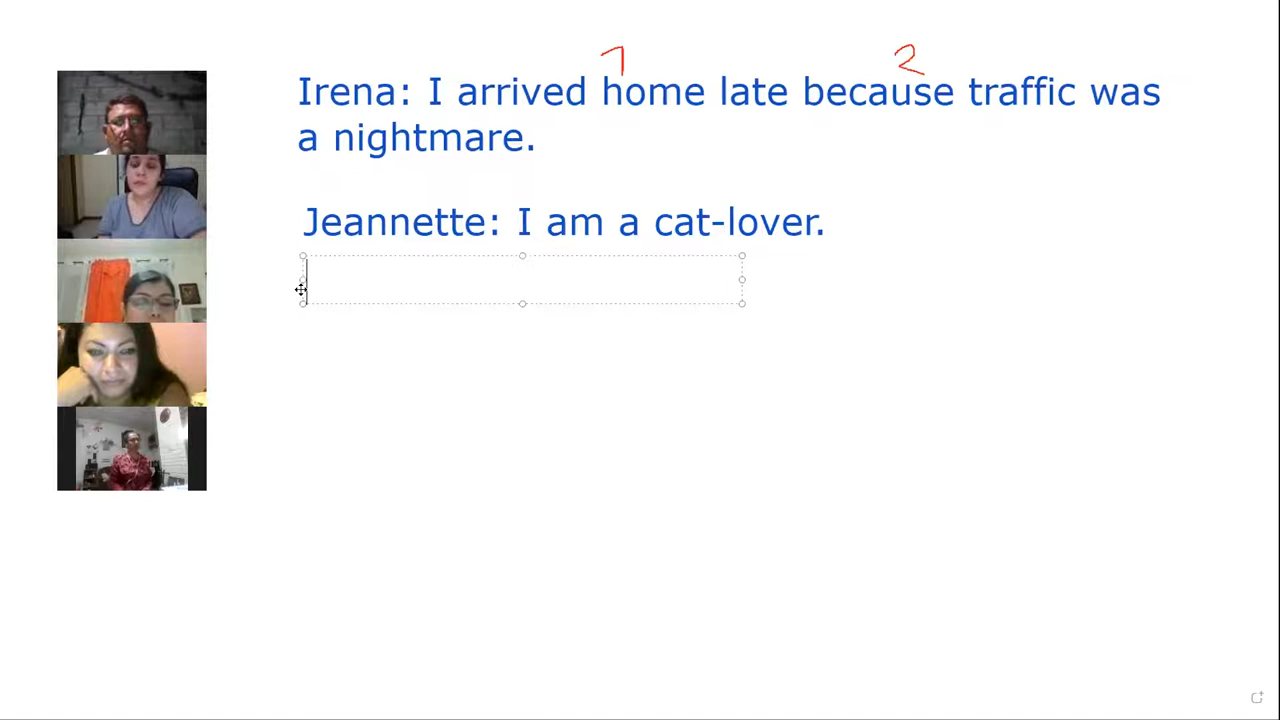 1 2
Irena: I arrived home late because traffic was
a nightmare.
Jeannette: I am a cat-lover.